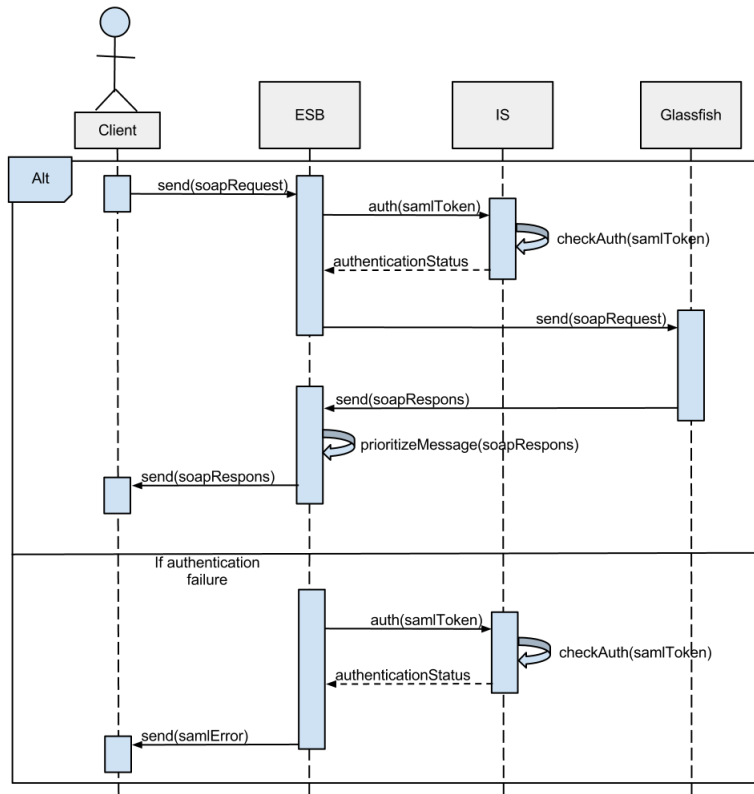 Client
ESB
IS
Glassfish
Alt
send(soapRequest)
auth(samlToken)
checkAuth(samlToken)
authenticationStatus
send(soapRequest)
send(soapRespons)
prioritizeMessage(soapRespons)
send(soapRespons)
If authentication
failure
auth(samlToken)
checkAuth(samlToken)
authenticationStatus
send(samlError)